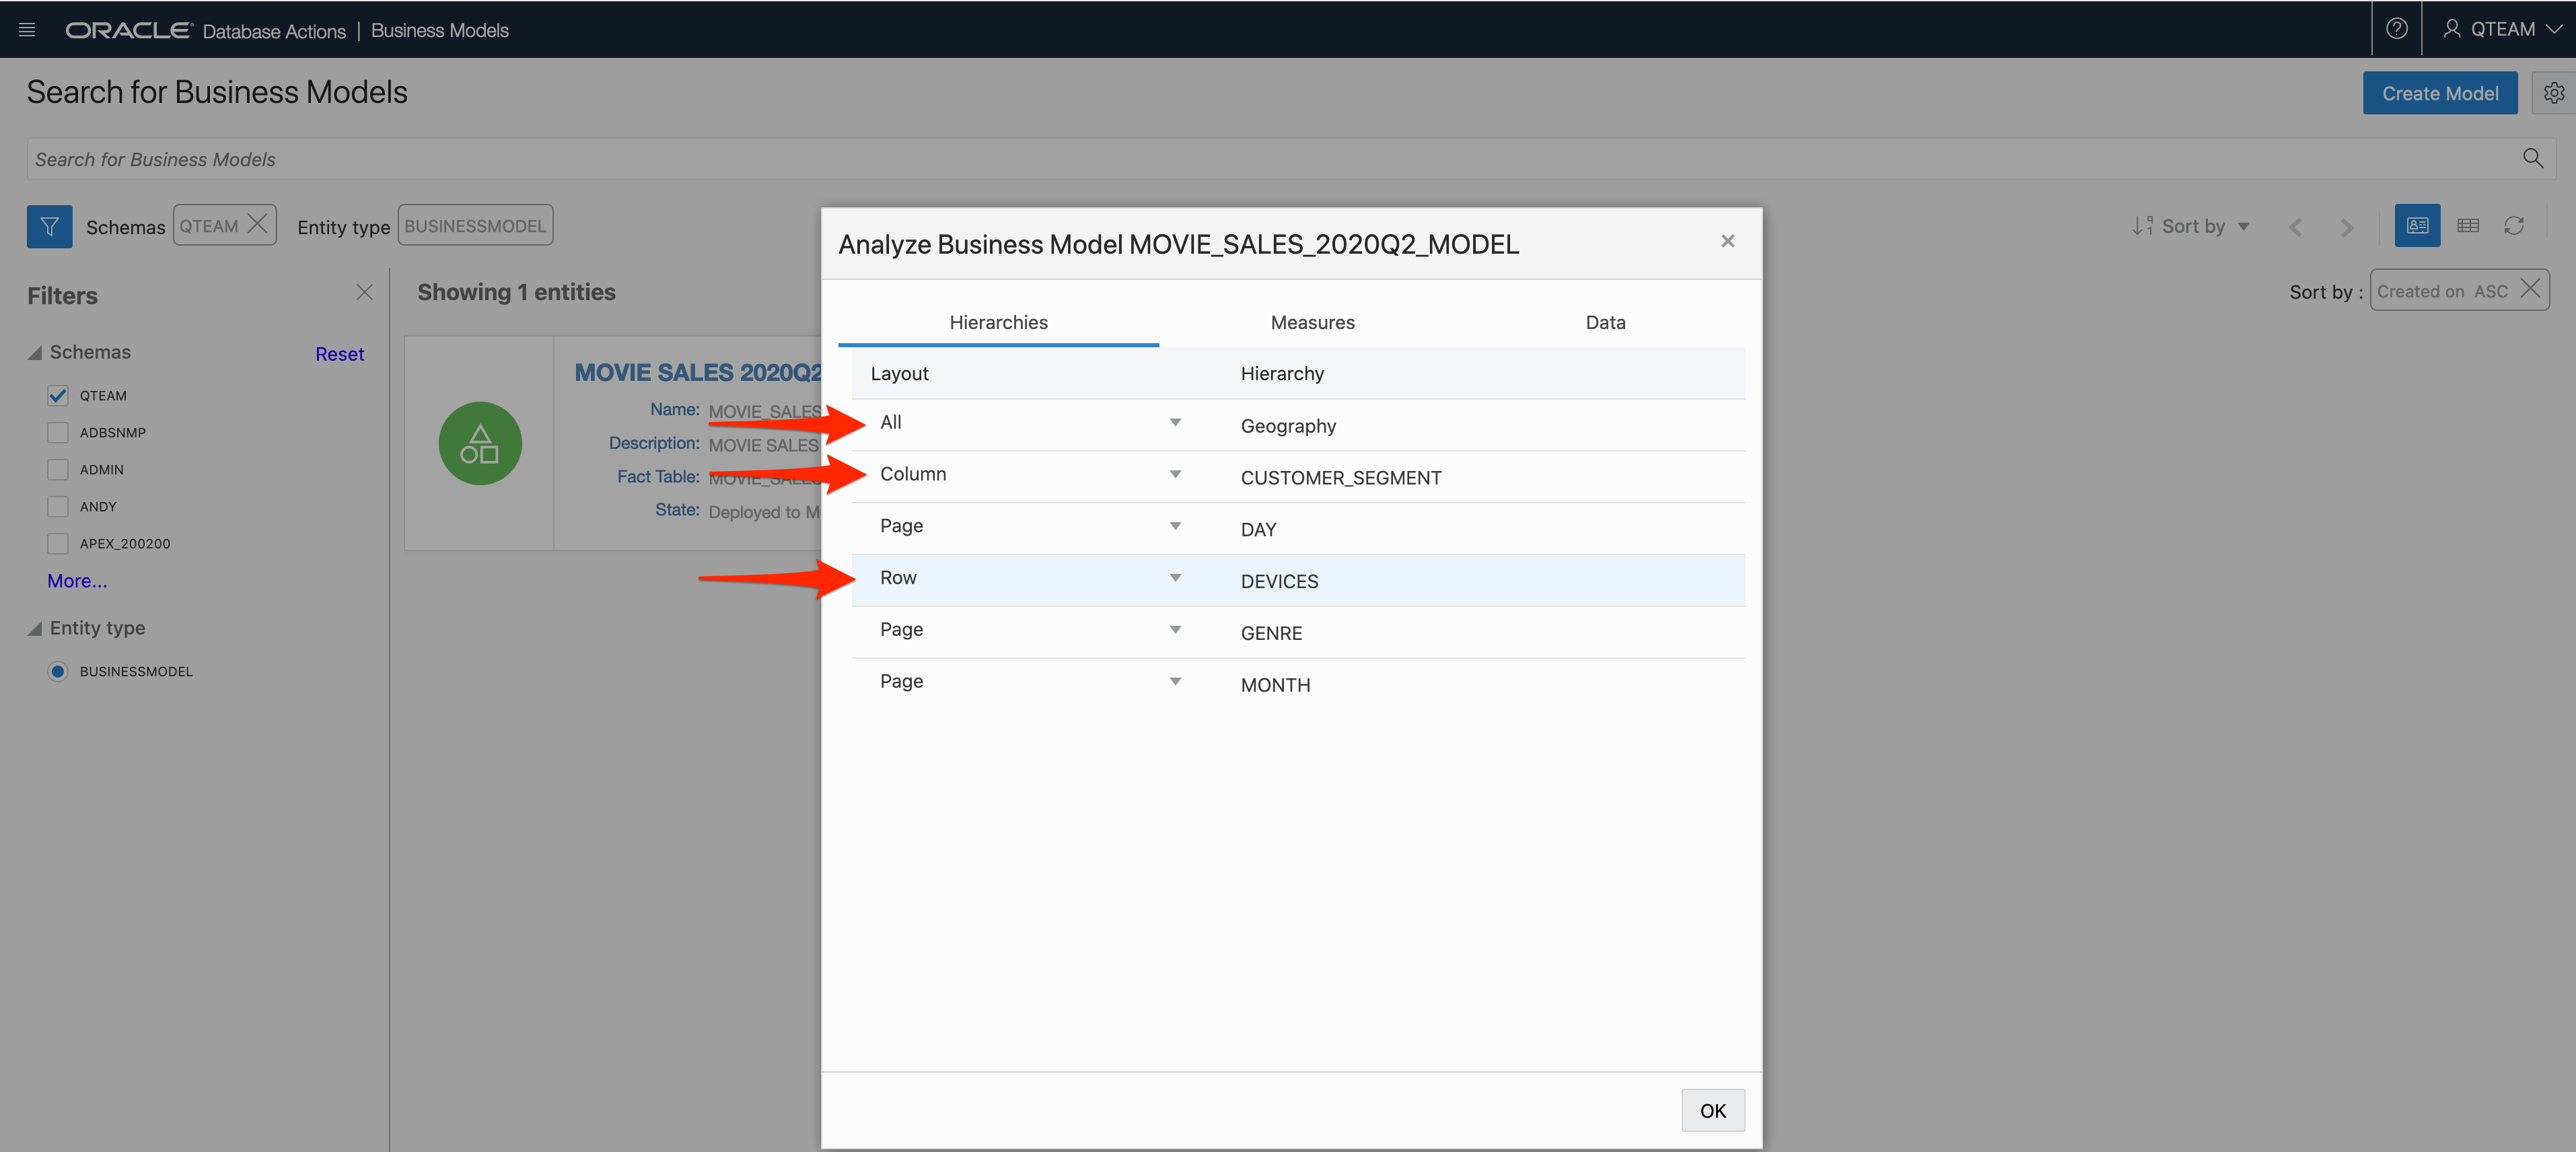 ORACLE Database Actions | Business Models
QTEAM
Search for Business Models
Create Model
Search for Business Models
Schemas QTEAM Entity type BUSINESSMODEL
Sort by
Filters
Showing 1 entities
Sort by : Created on ASC
Schemas
Reset
QTEAM
ADBSNMP
ADMIN
ANDY
APEX_200200
More...
Entity type
BUSINESSMODEL
MOVIE SALES 2020Q2
Name: MOVIE_SALES
Description: MOVIE SALES
Fact Table: MOVIE_SALES
State: Deployed to M
Analyze Business Model MOVIE_SALES_2020Q2_MODEL
Hierarchies Measures Data
Layout Hierarchy
All Geography
Column CUSTOMER_SEGMENT
Page DAY
Row DEVICES
Page GENRE
Page MONTH
OK